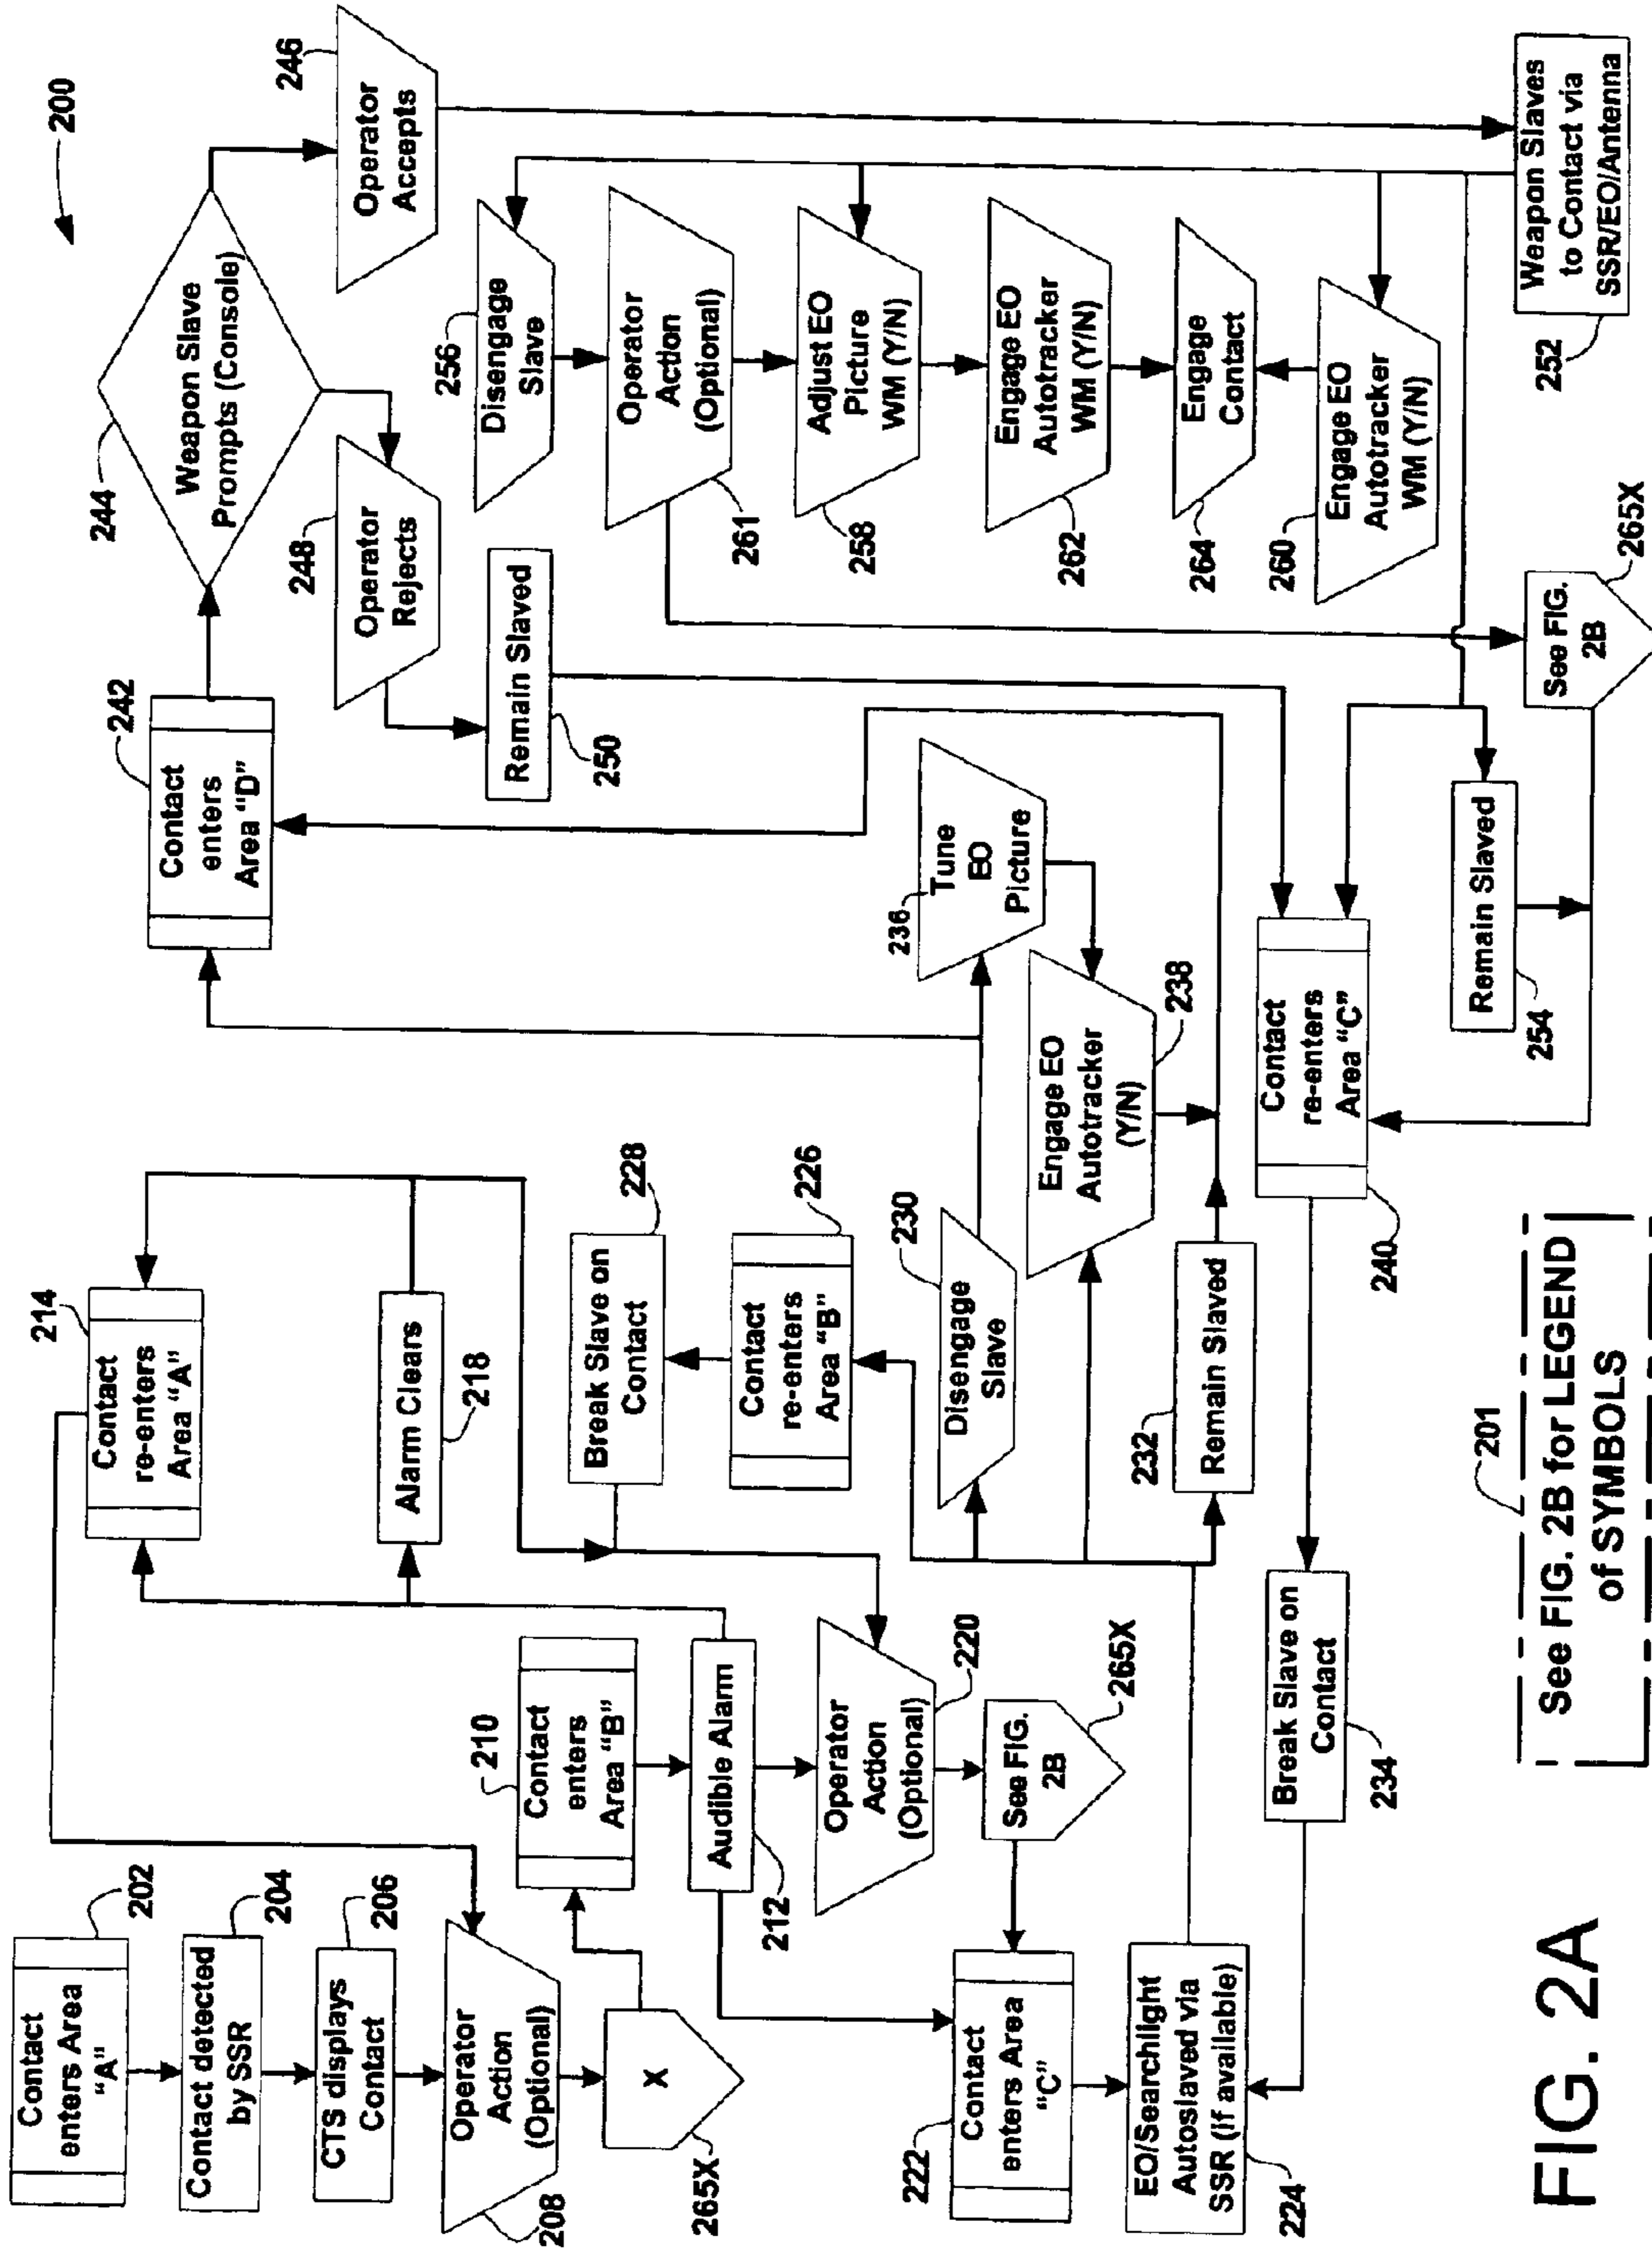 200
Contact
enters Area
"A"
202
Contact detected
by SSR
204
CTS displays
Contact
206
Operator
Action
(Optional)
208
X
265X
Contact
enters
Area "B"
210
Audible Alarm
212
Contact
re-enters
Area "A"
214
Alarm Clears
218
Operator
Action
(Optional)
220
See FIG.
2B
265X
Contact
enters Area
"C"
222
EO/Searchlight
Autoslaved via
SSR (If available)
224
Contact
re-enters
Area "B"
226
Break Slave on
Contact
228
Disengage
Slave
230
Remain Slaved
232
Break Slave on
Contact
234
Tune
EO
Picture
236
Engage EO
Autotracker
(Y/N)
238
Contact
re-enters
Area "C"
240
Contact
enters
Area "D"
242
Weapon Slave
Prompts (Console)
244
Operator
Accepts
246
Operator
Rejects
248
Remain Slaved
250
Weapon Slaves
to Contact via
SSR/EO/Antenna
252
Remain Slaved
254
Disengage
Slave
256
Operator
Action
(Optional)
261
Adjust EO
Picture
WM (Y/N)
258
Engage EO
Autotracker
WM (Y/N)
262
Engage
Contact
264
Engage EO
Autotracker
WM (Y/N)
260
See FIG.
2B
265X
201
See FIG. 2B for LEGEND
of SYMBOLS
FIG. 2A